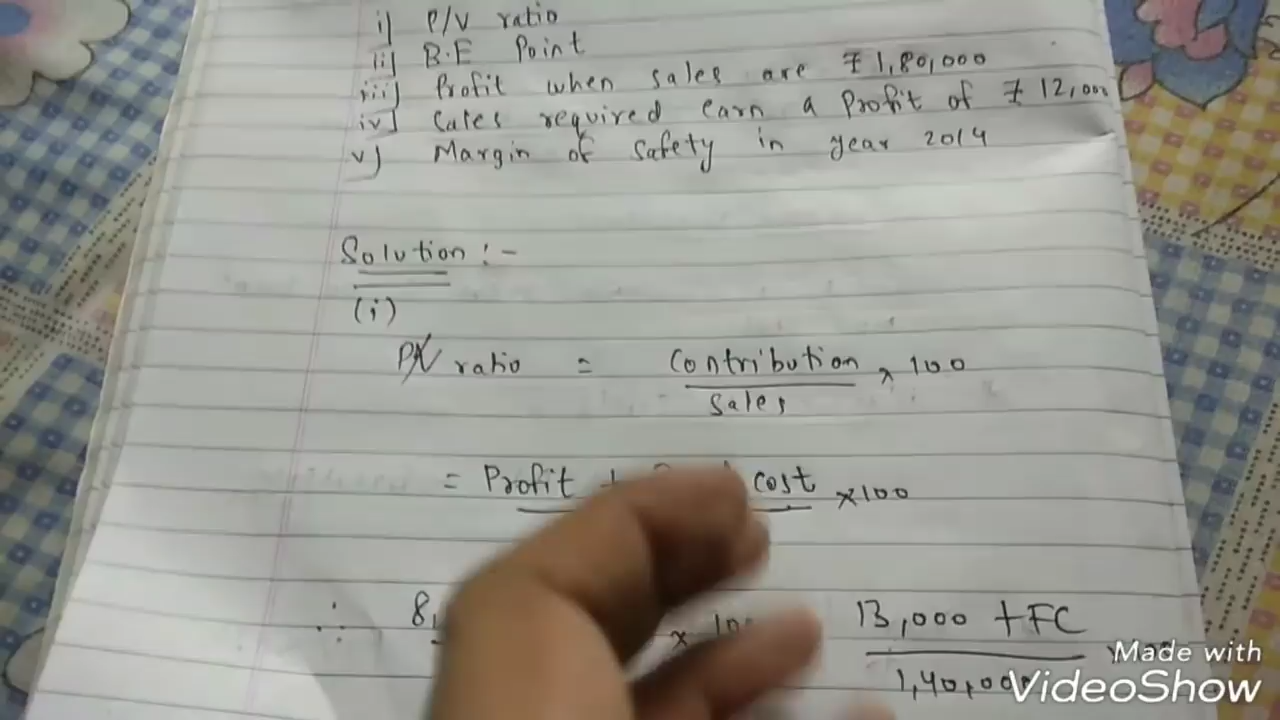 i) P/V ratio
ii) B.E Point
iii) Profit when sales are ₹ 1,80,000
iv) Sales required earn a Profit of ₹ 12,000
v) Margin of safety in year 2014
Solution :-
(i)
P/V ratio = Contribution × 100
Sales
= Profit + cost ×100
∴ 8, × 13,000 + FC
1,40,000
Made with
VideoShow